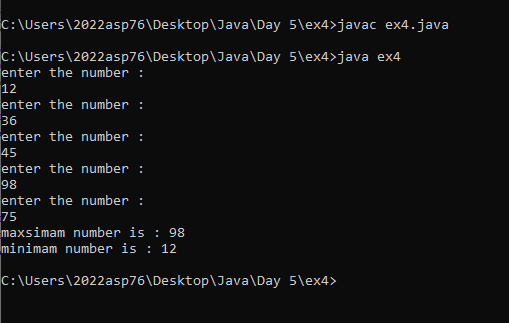 C:\Users\2022asp76\Desktop\Java\Day 5\ex4>javac ex4.java
C:\Users\2022asp76\Desktop\Java\Day 5\ex4>java ex4
enter the number :
12
enter the number :
36
enter the number :
45
enter the number :
98
enter the number :
75
maxsimam number is : 98
minimam number is : 12
C:\Users\2022asp76\Desktop\Java\Day 5\ex4>